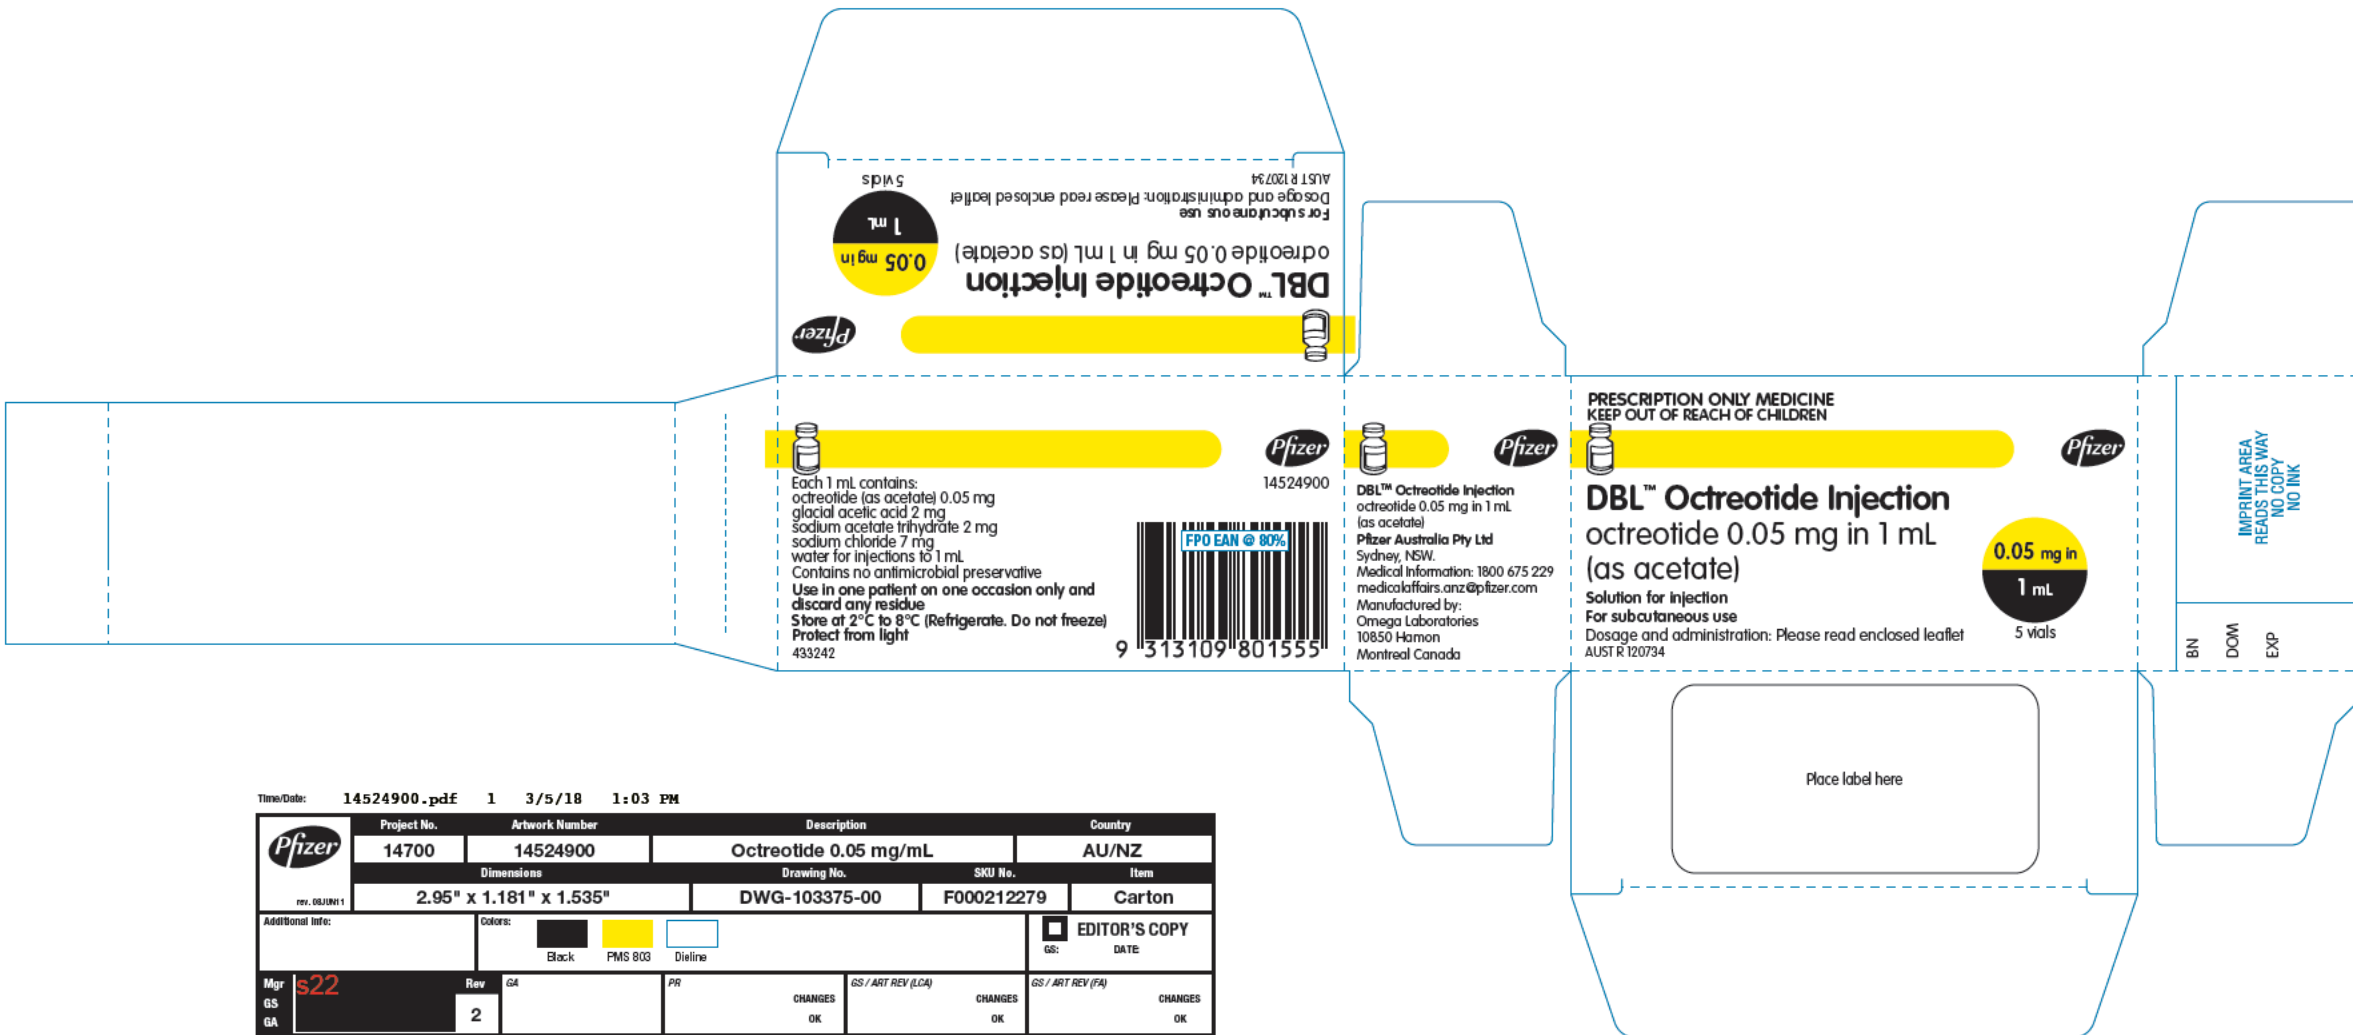 5 vials
AUST R 120734
Dosage and administration: Please read enclosed leaflet
For subcutaneous use
1 mL
0.05 mg in
octreotide 0.05 mg in 1 mL (as acetate)
DBL™ Octreotide Injection
Pfizer
Pfizer
14524900
Each 1 mL contains:
octreotide (as acetate) 0.05 mg
glacial acetic acid 2 mg
sodium acetate trihydrate 2 mg
sodium chloride 7 mg
water for injections to 1 mL
Contains no antimicrobial preservative
Use in one patient on one occasion only and
discard any residue
Store at 2°C to 8°C (Refrigerate. Do not freeze)
Protect from light
433242
FPO EAN @ 80%
9 313109 801555
Pfizer
DBL™ Octreotide Injection
octreotide 0.05 mg in 1 mL
(as acetate)
Pfizer Australia Pty Ltd
Sydney, NSW.
Medical Information: 1800 675 229
medicalaffairs.anz@pfizer.com
Manufactured by:
Omega Laboratories
10850 Hamon
Montreal Canada
PRESCRIPTION ONLY MEDICINE
KEEP OUT OF REACH OF CHILDREN
Pfizer
DBL™ Octreotide Injection
octreotide 0.05 mg in 1 mL
(as acetate)
Solution for injection
For subcutaneous use
Dosage and administration: Please read enclosed leaflet
AUST R 120734
0.05 mg in
1 mL
5 vials
IMPRINT AREA
READS THIS WAY
NO COPY
NO INK
BN
DOM
EXP
Place label here
Time/Date: 14524900.pdf 1 3/5/18 1:03 PM
Pfizer
rev. 08JUN11
Project No. Artwork Number Description Country
14700 14524900 Octreotide 0.05 mg/mL AU/NZ
Dimensions Drawing No. SKU No. Item
2.95" x 1.181" x 1.535" DWG-103375-00 F000212279 Carton
Additional Info: Colors:
Black PMS 803 Dieline
EDITOR'S COPY
GS: DATE:
Mgr s22 Rev GA PR GS / ART REV (LCA) GS / ART REV (FA)
GS CHANGES CHANGES CHANGES
GA 2 OK OK OK